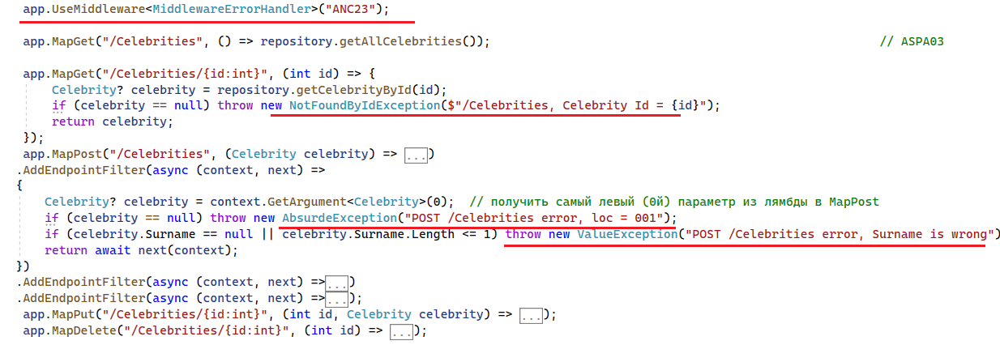 app.UseMiddleware<MiddlewareErrorHandler>("ANC23");
app.MapGet("/Celebrities", () => repository.getAllCelebrities()); // ASPA03
app.MapGet("/Celebrities/{id:int}", (int id) => {
Celebrity? celebrity = repository.getCelebrityById(id);
if (celebrity == null) throw new NotFoundByIdException($"/Celebrities, Celebrity Id = {id}");
return celebrity;
});
app.MapPost("/Celebrities", (Celebrity celebrity) => ...)
.AddEndpointFilter(async (context, next) =>
{
Celebrity? celebrity = context.GetArgument<Celebrity>(0); // получить самый левый (0й) параметр из лямбды в MapPost
if (celebrity == null) throw new AbsurdeException("POST /Celebrities error, loc = 001");
if (celebrity.Surname == null || celebrity.Surname.Length <= 1) throw new ValueException("POST /Celebrities error, Surname is wrong")
return await next(context);
})
.AddEndpointFilter(async (context, next) =>...)
.AddEndpointFilter(async (context, next) =>...);
app.MapPut("/Celebrities/{id:int}", (int id, Celebrity celebrity) => ...);
app.MapDelete("/Celebrities/{id:int}", (int id) => ...);